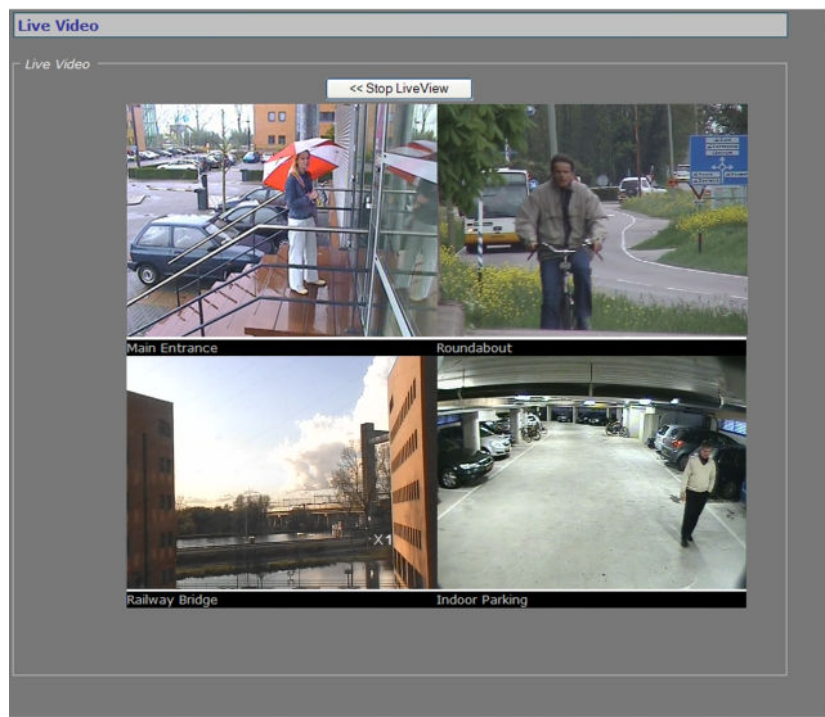 Live Video
Live Video
<< Stop LiveView
Main Entrance
Roundabout
X1
Railway Bridge
Indoor Parking